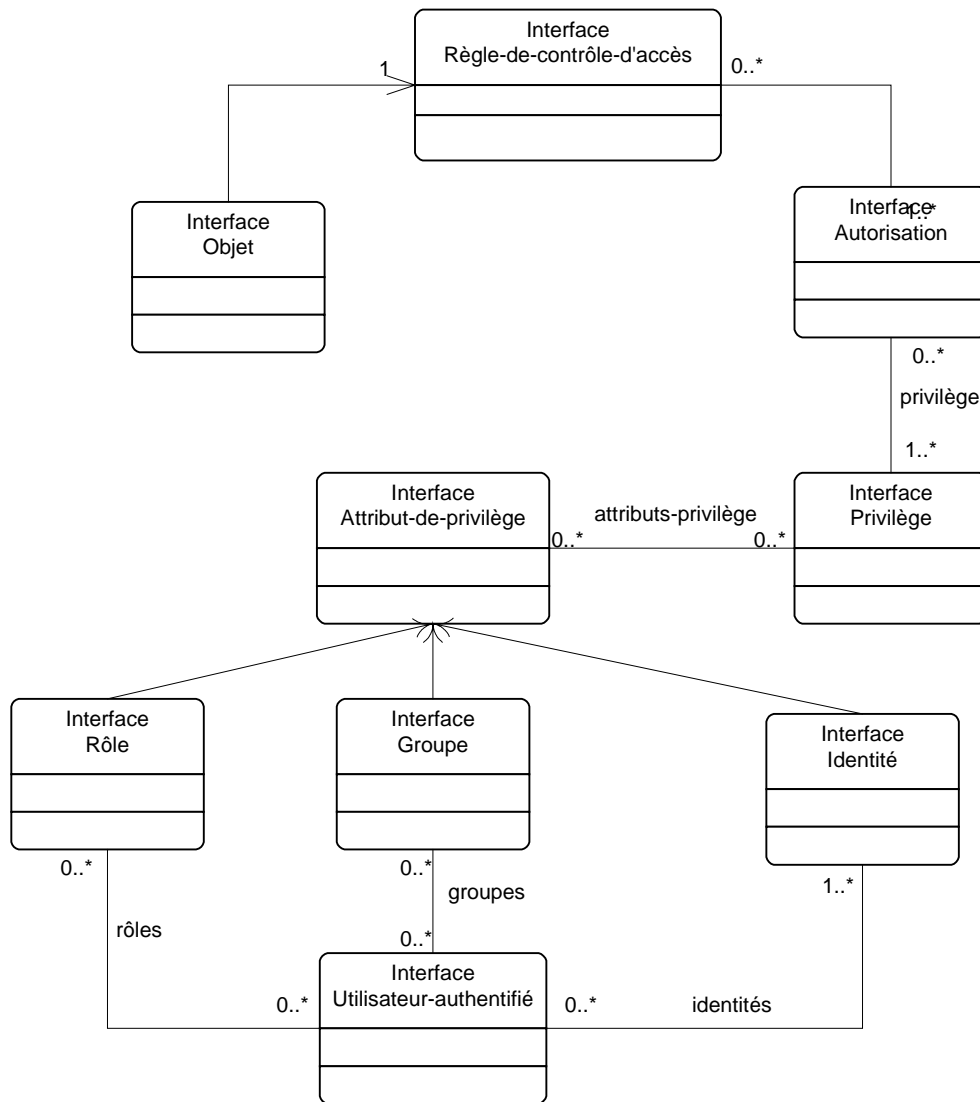 Interface
Règle-de-contrôle-d'accès
1
0..*
Interface
Objet
Interface
1..*
Autorisation
0..*
privilège
1..*
Interface
Attribut-de-privilège
attributs-privilège
0..*
0..*
Interface
Privilège
Interface
Rôle
Interface
Groupe
Interface
Identité
0..*
0..*
1..*
rôles
groupes
0..*
Interface
Utilisateur-authentifié
0..*
0..*
identités